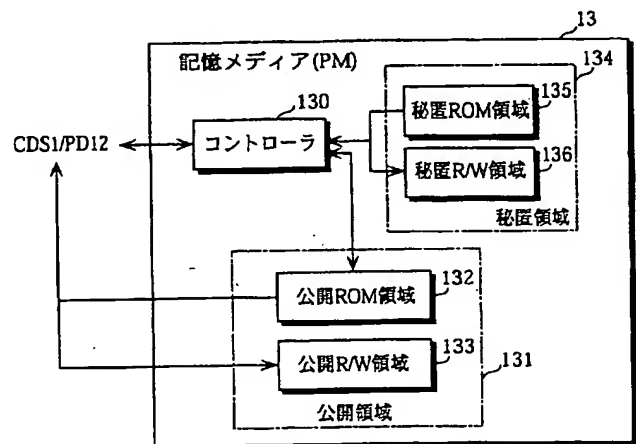 13
記憶メディア(PM)
134
130
135
秘匿ROM領域
CDS1/PD12
コントローラ
136
秘匿R/W領域
秘匿領域
132
公開ROM領域
133
公開R/W領域
131
公開領域